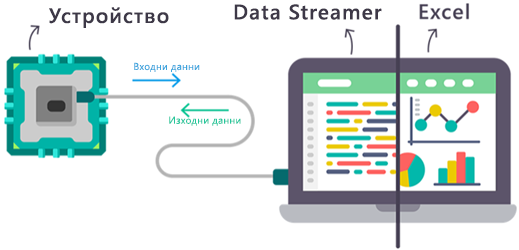 Устройство
Data Streamer
Excel
Входни данни
Изходни данни